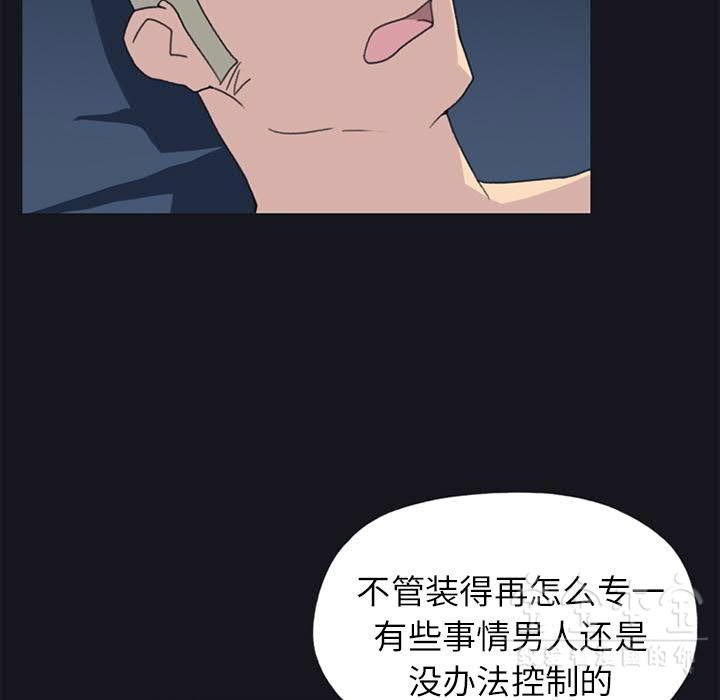 不管装得再怎么专一
有些事情男人还是
没办法控制的